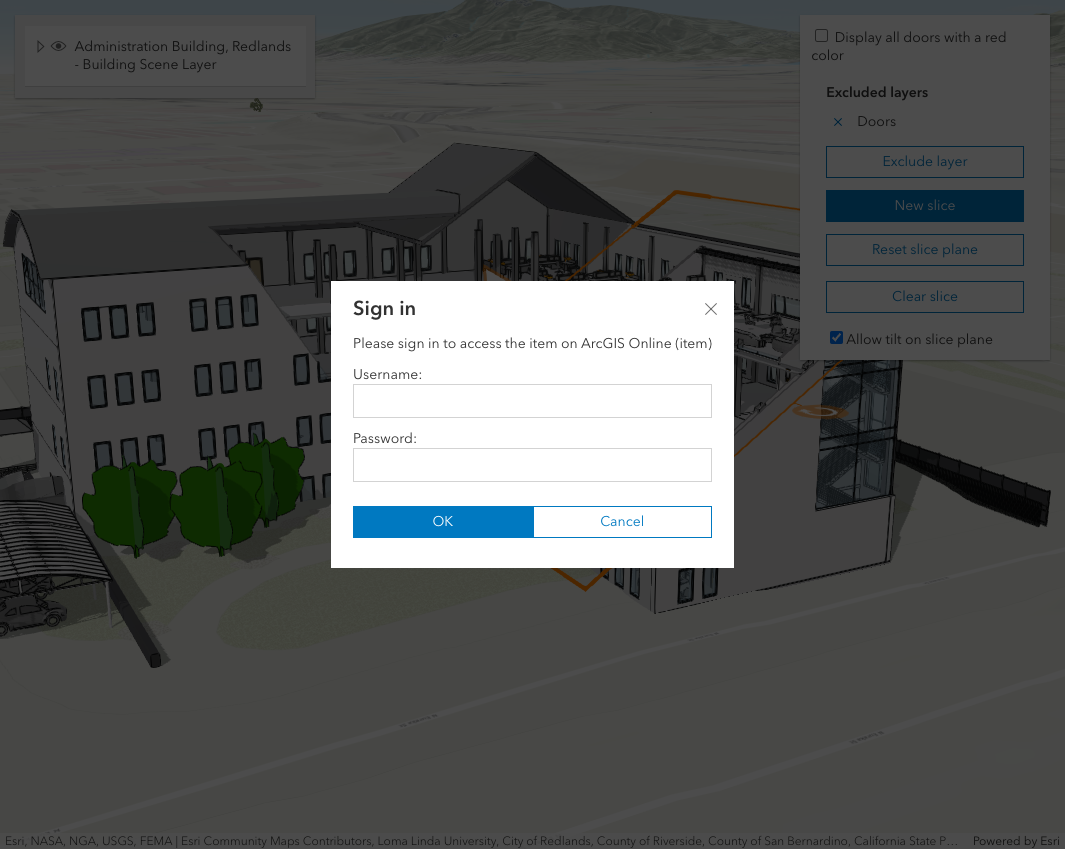 Administration Building, Redlands
- Building Scene Layer
Display all doors with a red
color
Excluded layers
Doors
Exclude layer
New slice
Reset slice plane
Clear slice
Allow tilt on slice plane
Sign in
Please sign in to access the item on ArcGIS Online (item)
Username:
Password:
OK
Cancel
Esri, NASA, NGA, USGS, FEMA | Esri Community Maps Contributors, Loma Linda University, City of Redlands, County of Riverside, County of San Bernardino, California State P...
Powered by Esri